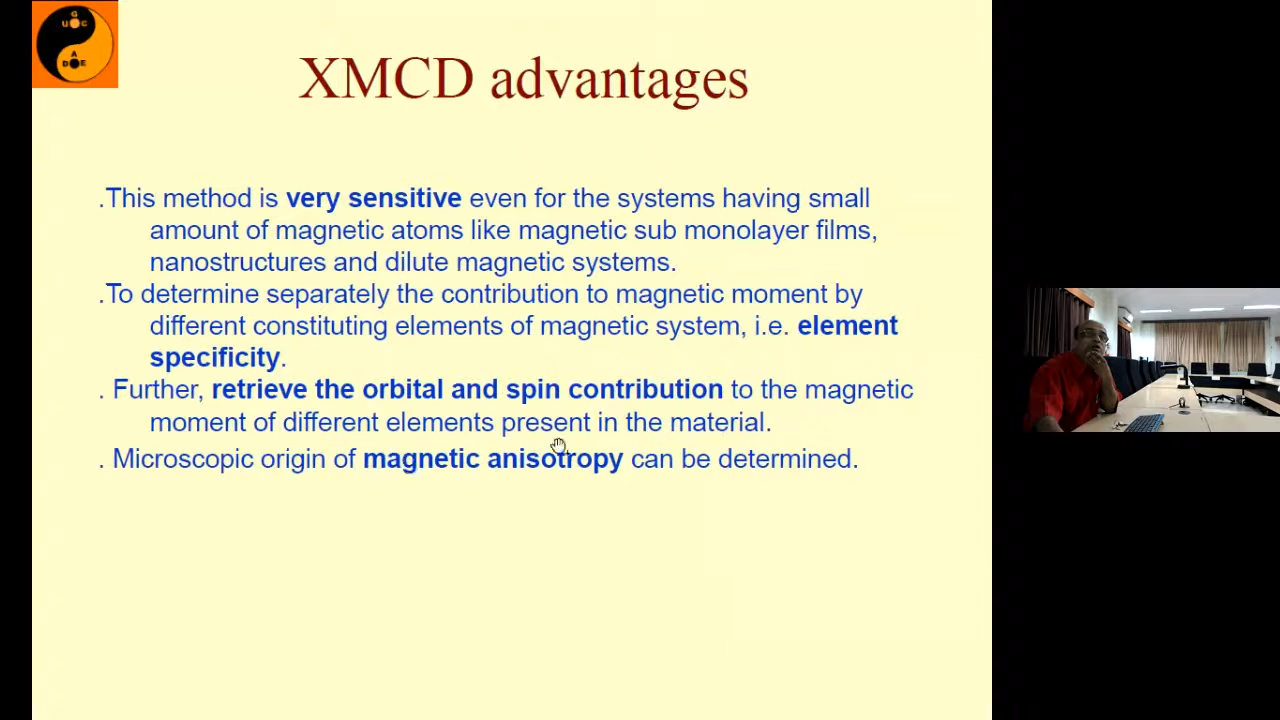 G
U G C
A
D E
XMCD advantages
.This method is very sensitive even for the systems having small
amount of magnetic atoms like magnetic sub monolayer films,
nanostructures and dilute magnetic systems.
.To determine separately the contribution to magnetic moment by
different constituting elements of magnetic system, i.e. element
specificity.
. Further, retrieve the orbital and spin contribution to the magnetic
moment of different elements present in the material.
. Microscopic origin of magnetic anisotropy can be determined.